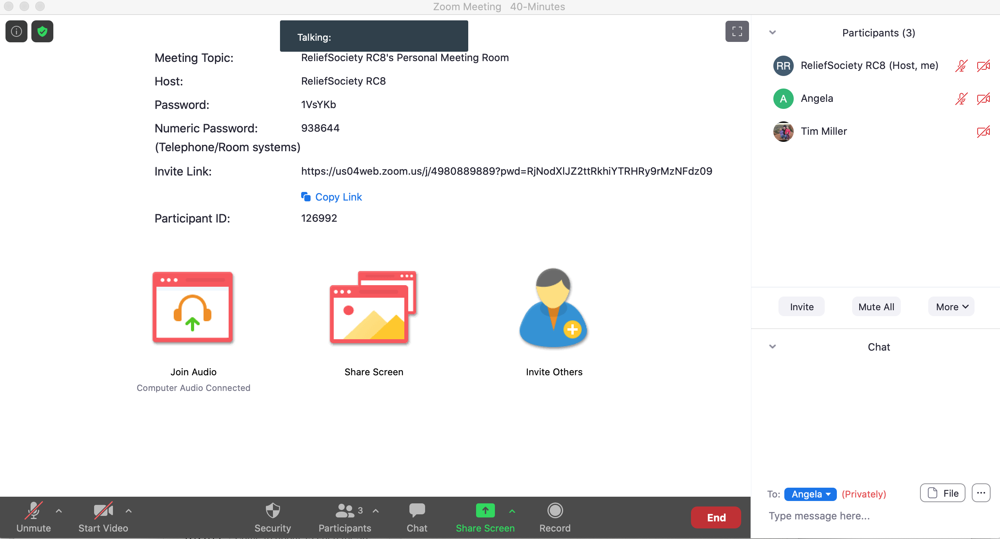 Zoom Meeting 40-Minutes
Talking:
Meeting Topic: ReliefSociety RC8's Personal Meeting Room
Host: ReliefSociety RC8
Password: 1VsYKb
Numeric Password: 938644
(Telephone/Room systems)
Invite Link: https://us04web.zoom.us/j/4980889889?pwd=RjNodXlJZ2ttRkhiYTRHRy9rMzNFdz09
Copy Link
Participant ID: 126992
Join Audio
Computer Audio Connected
Share Screen
Invite Others
Unmute
Start Video
Security
3
Participants
Chat
Share Screen
Record
End
Participants (3)
RR ReliefSociety RC8 (Host, me)
A Angela
Tim Miller
Invite
Mute All
More
Chat
To: Angela (Privately)
File
Type message here...